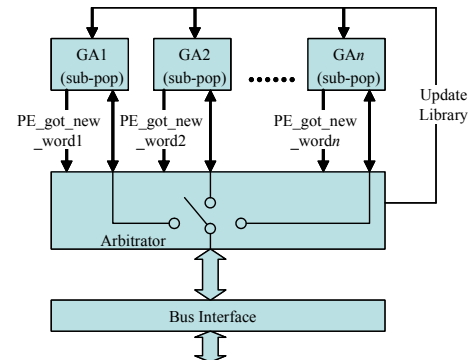 GA1
(sub-pop)
GA2
(sub-pop)
GAn
(sub-pop)
Update
Library
PE_got_new
_word1
PE_got_new
_word2
PE_got_new
_wordn
Arbitrator
Bus Interface